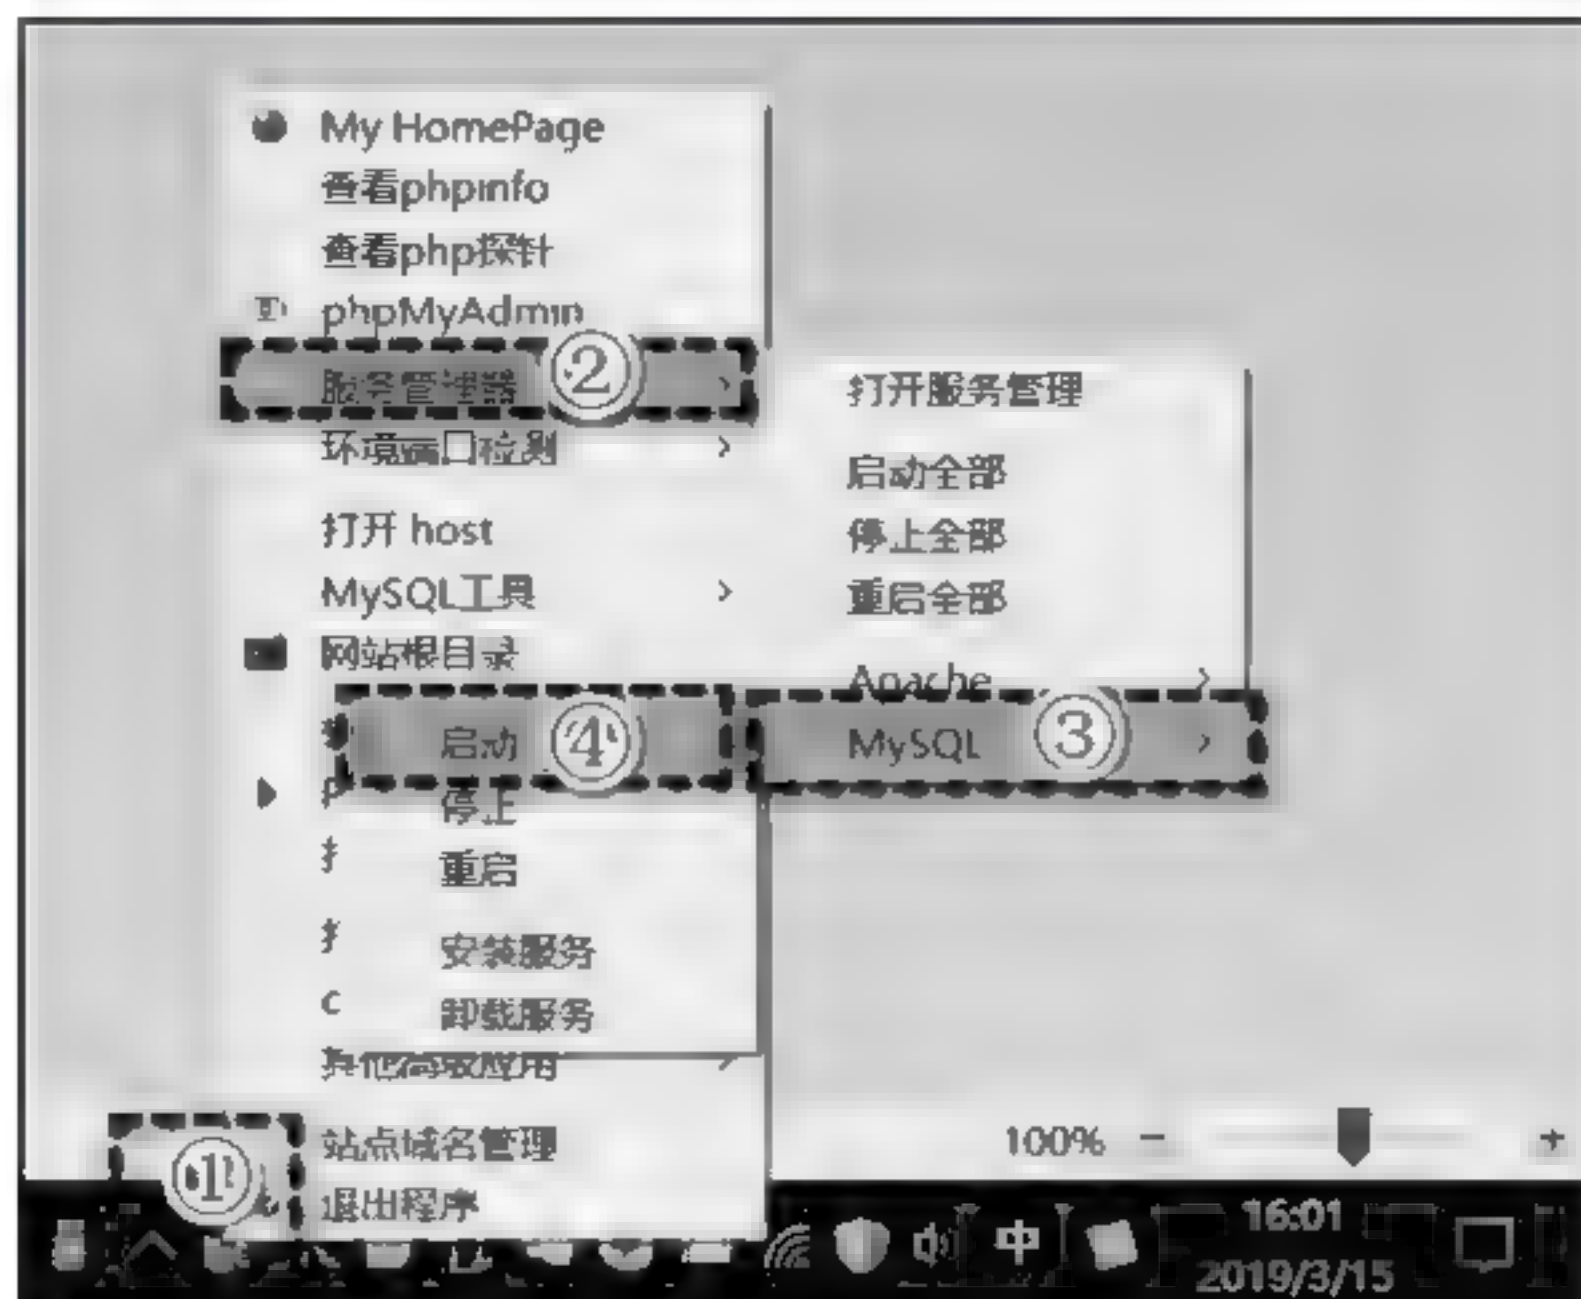 My HomePage
查看phpinfo
查看php探针
phpMyAdmin
服务管理器 ②
环境端口检测
打开 host
MySQL工具
网站根目录
打开服务管理
启动全部
停止全部
重启全部
Apache
MySQL ③
启动 ④
停止
重启
安装服务
卸载服务
其他高级应用
站点域名管理
退出程序
①
100%
中
16:01
2019/3/15